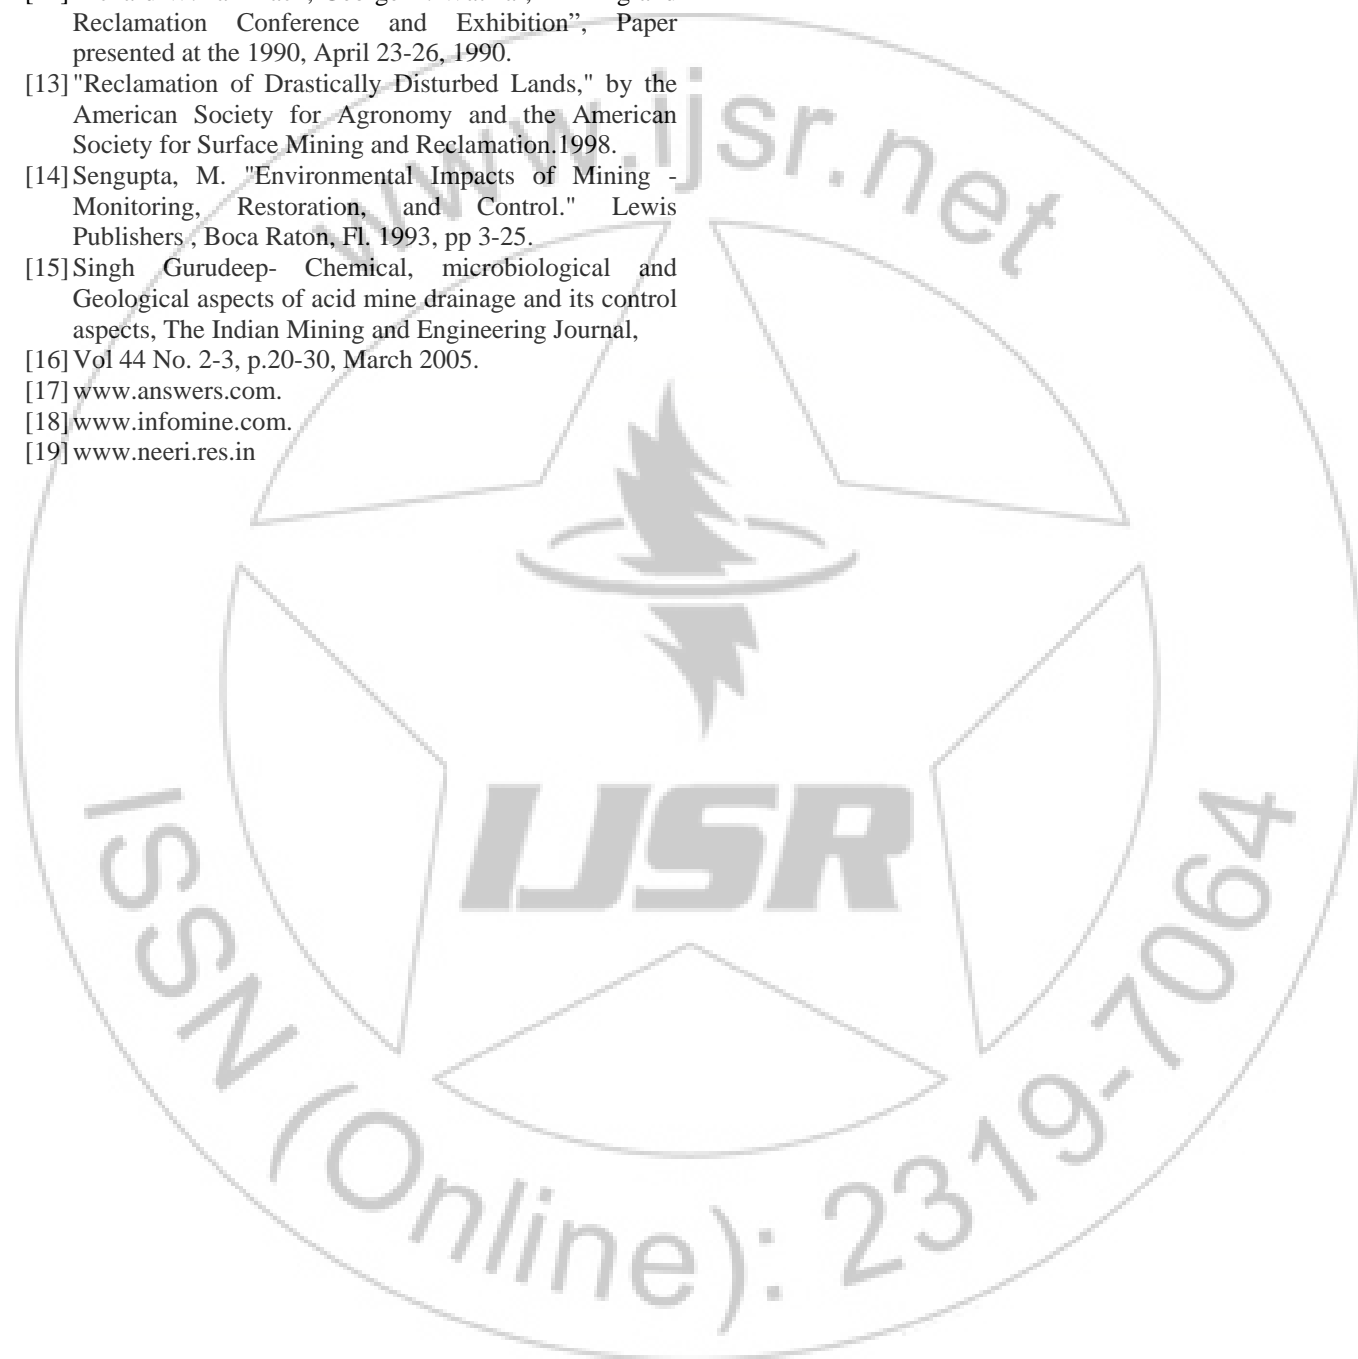 Reclamation Conference and Exhibition”, Paper
presented at the 1990, April 23-26, 1990.
[13] "Reclamation of Drastically Disturbed Lands," by the
American Society for Agronomy and the American
Society for Surface Mining and Reclamation.1998.
[14] Sengupta, M. "Environmental Impacts of Mining -
Monitoring, Restoration, and Control." Lewis
Publishers , Boca Raton, Fl. 1993, pp 3-25.
[15] Singh Gurudeep- Chemical, microbiological and
Geological aspects of acid mine drainage and its control
aspects, The Indian Mining and Engineering Journal,
[16] Vol 44 No. 2-3, p.20-30, March 2005.
[17] www.answers.com.
[18] www.infomine.com.
[19] www.neeri.res.in
www.ijsr.net
IJSR
ISSN (Online): 2319-7064